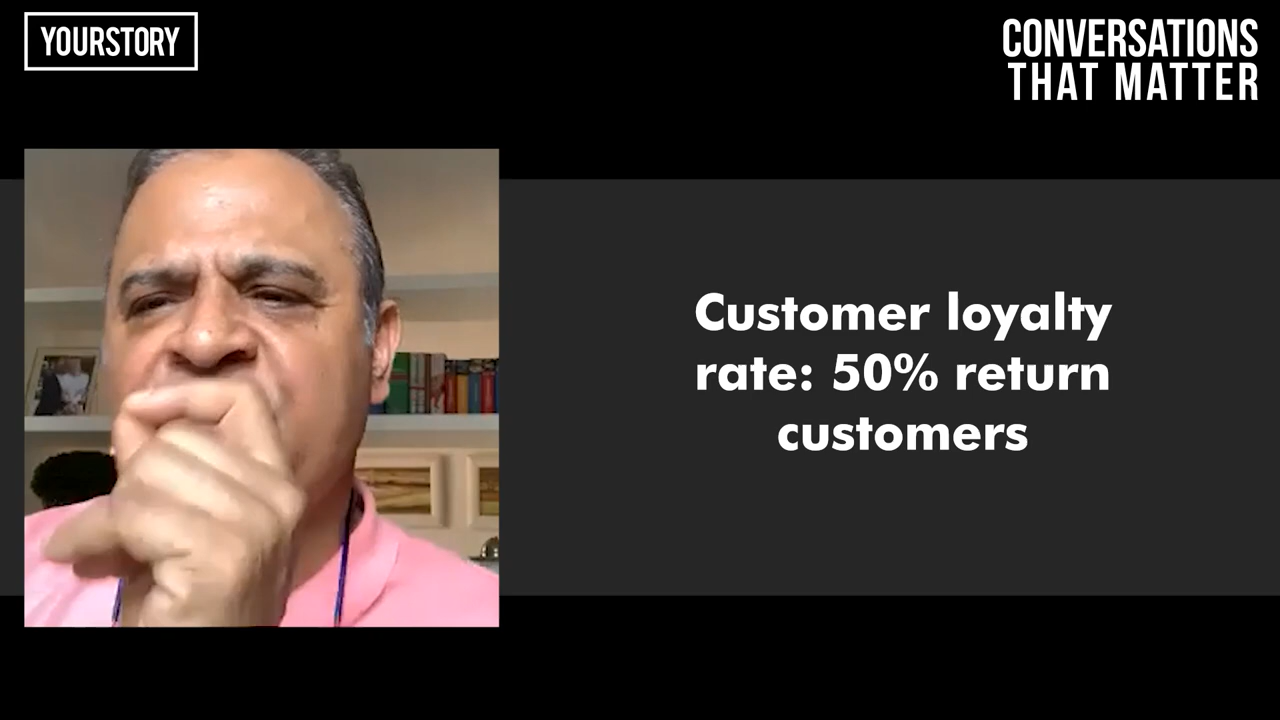 YOURSTORY
CONVERSATIONS
THAT MATTER
Customer loyalty
rate: 50% return
customers